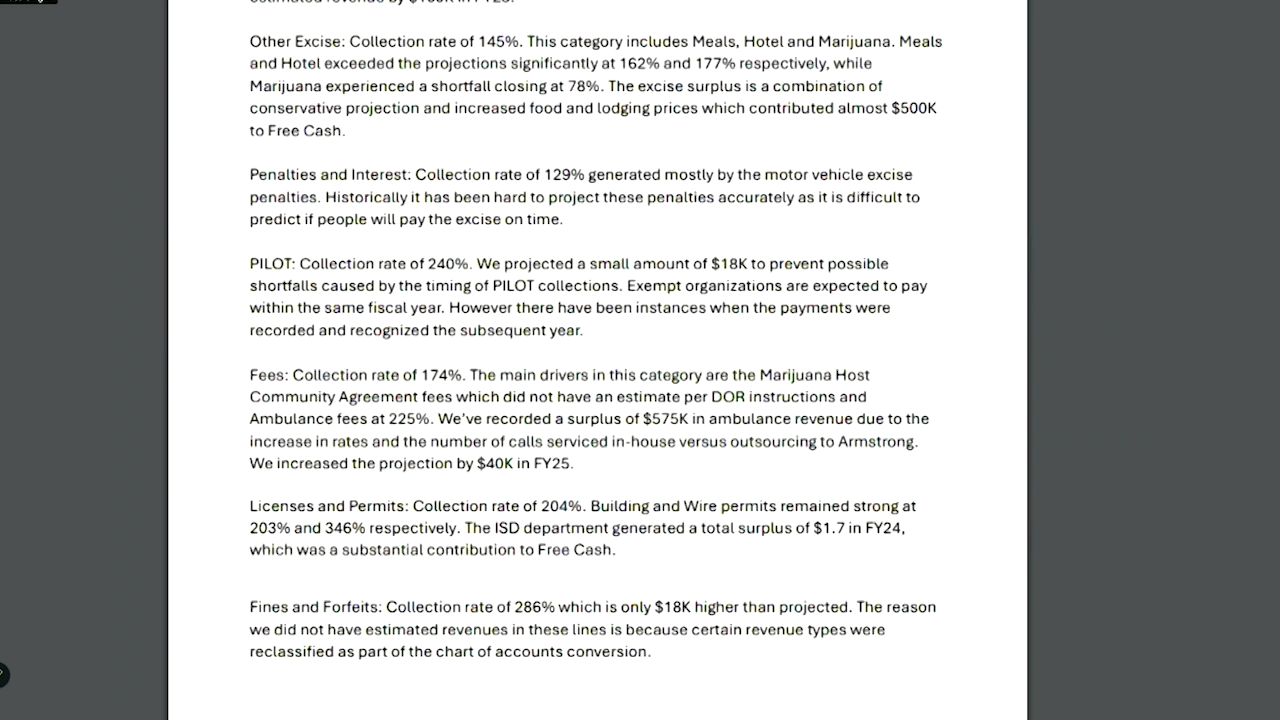 Other Excise: Collection rate of 145%. This category includes Meals, Hotel and Marijuana. Meals
and Hotel exceeded the projections significantly at 162% and 177% respectively, while
Marijuana experienced a shortfall closing at 78%. The excise surplus is a combination of
conservative projection and increased food and lodging prices which contributed almost $500K
to Free Cash.
Penalties and Interest: Collection rate of 129% generated mostly by the motor vehicle excise
penalties. Historically it has been hard to project these penalties accurately as it is difficult to
predict if people will pay the excise on time.
PILOT: Collection rate of 240%. We projected a small amount of $18K to prevent possible
shortfalls caused by the timing of PILOT collections. Exempt organizations are expected to pay
within the same fiscal year. However there have been instances when the payments were
recorded and recognized the subsequent year.
Fees: Collection rate of 174%. The main drivers in this category are the Marijuana Host
Community Agreement fees which did not have an estimate per DOR instructions and
Ambulance fees at 225%. We've recorded a surplus of $575K in ambulance revenue due to the
increase in rates and the number of calls serviced in-house versus outsourcing to Armstrong.
We increased the projection by $40K in FY25.
Licenses and Permits: Collection rate of 204%. Building and Wire permits remained strong at
203% and 346% respectively. The ISD department generated a total surplus of $1.7 in FY24,
which was a substantial contribution to Free Cash.
Fines and Forfeits: Collection rate of 286% which is only $18K higher than projected. The reason
we did not have estimated revenues in these lines is because certain revenue types were
reclassified as part of the chart of accounts conversion.